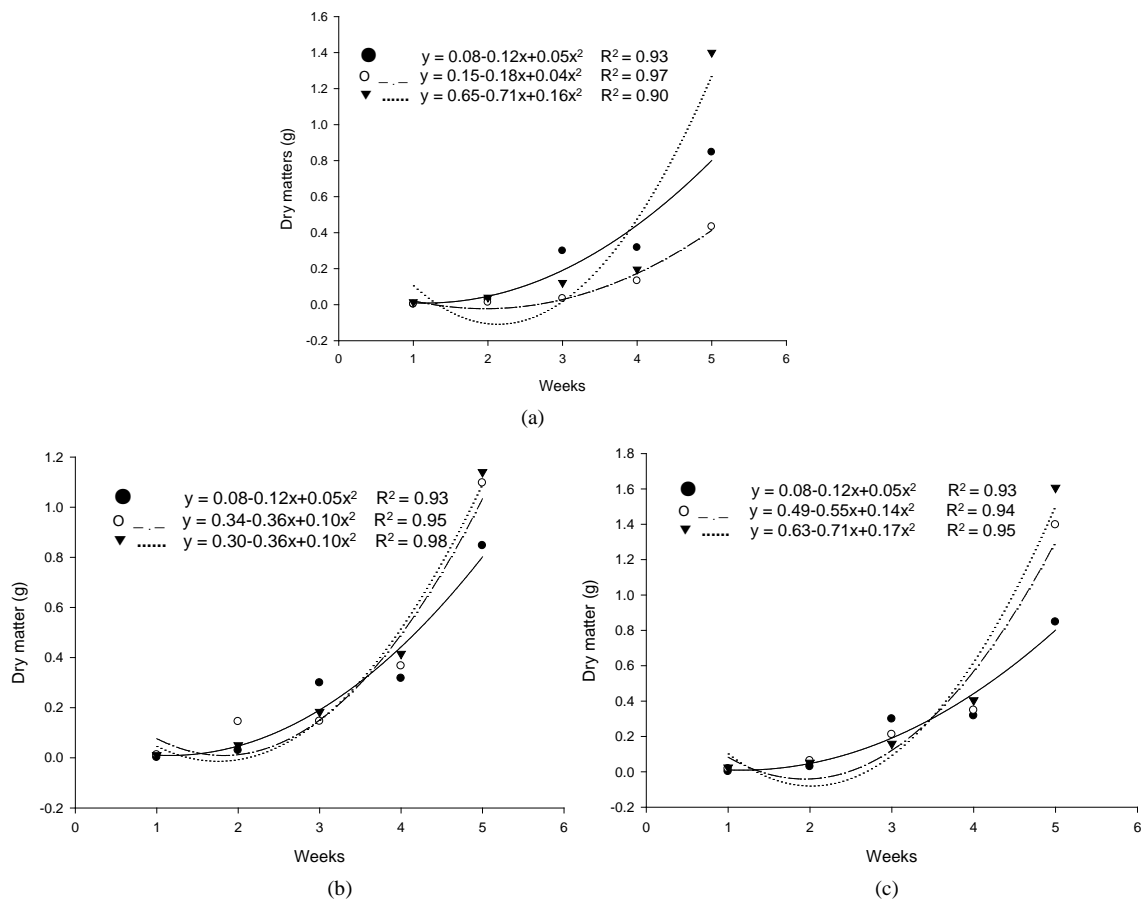 1.6
1.4
1.2
1.0
0.8
0.6
0.4
0.2
0.0
-0.2
Dry matters (g)
y = 0.08-0.12x+0.05x² R² = 0.93
y = 0.15-0.18x+0.04x² R² = 0.97
y = 0.65-0.71x+0.16x² R² = 0.90
0 1 2 3 4 5 6
Weeks
(a)
1.2
1.0
0.8
0.6
0.4
0.2
0.0
-0.2
Dry matter (g)
y = 0.08-0.12x+0.05x² R² = 0.93
y = 0.34-0.36x+0.10x² R² = 0.95
y = 0.30-0.36x+0.10x² R² = 0.98
0 1 2 3 4 5 6
Weeks
(b)
1.8
1.6
1.4
1.2
1.0
0.8
0.6
0.4
0.2
0.0
-0.2
Dry matter (g)
y = 0.08-0.12x+0.05x² R² = 0.93
y = 0.49-0.55x+0.14x² R² = 0.94
y = 0.63-0.71x+0.17x² R² = 0.95
0 1 2 3 4 5 6
Weeks
(c)